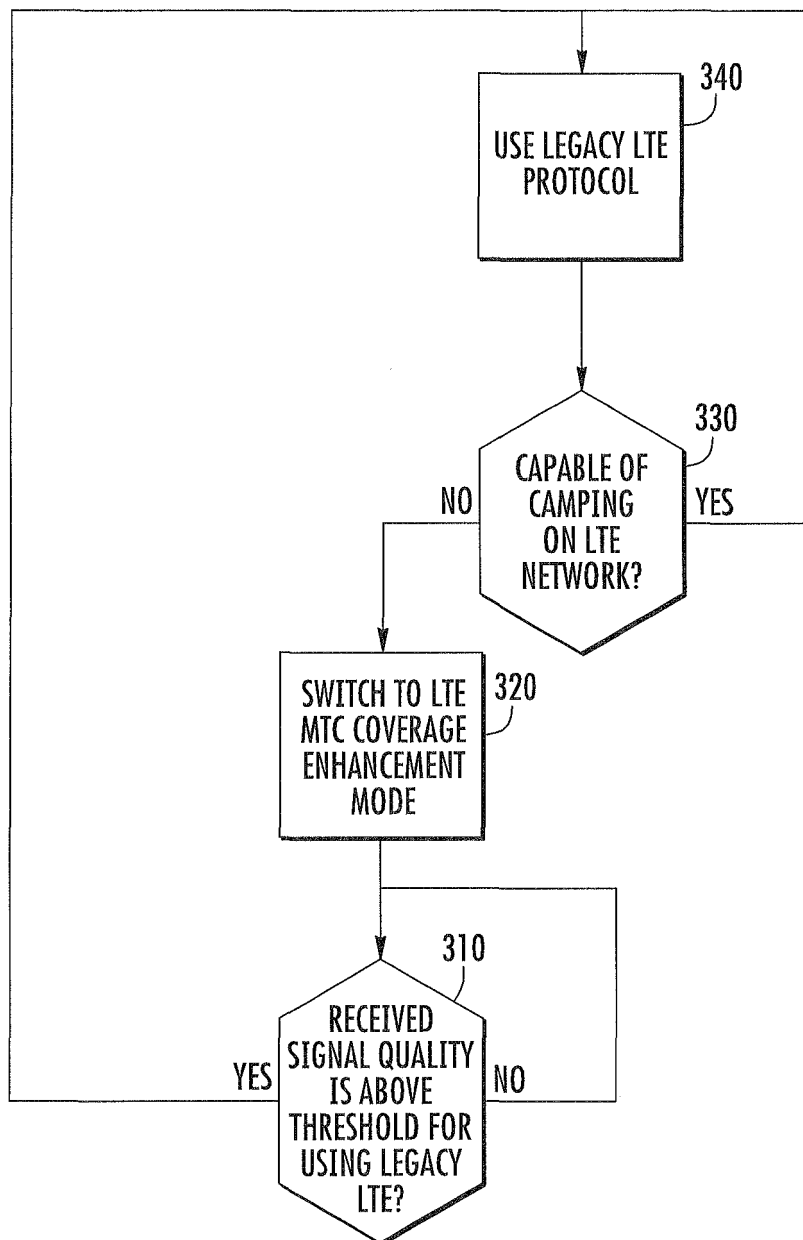 340
USE LEGACY LTE
PROTOCOL
330
CAPABLE OF
CAMPING
ON LTE
NETWORK?
NO
YES
SWITCH TO LTE
MTC COVERAGE
ENHANCEMENT
MODE
320
310
RECEIVED
SIGNAL QUALITY
IS ABOVE
THRESHOLD FOR
USING LEGACY
LTE?
YES
NO